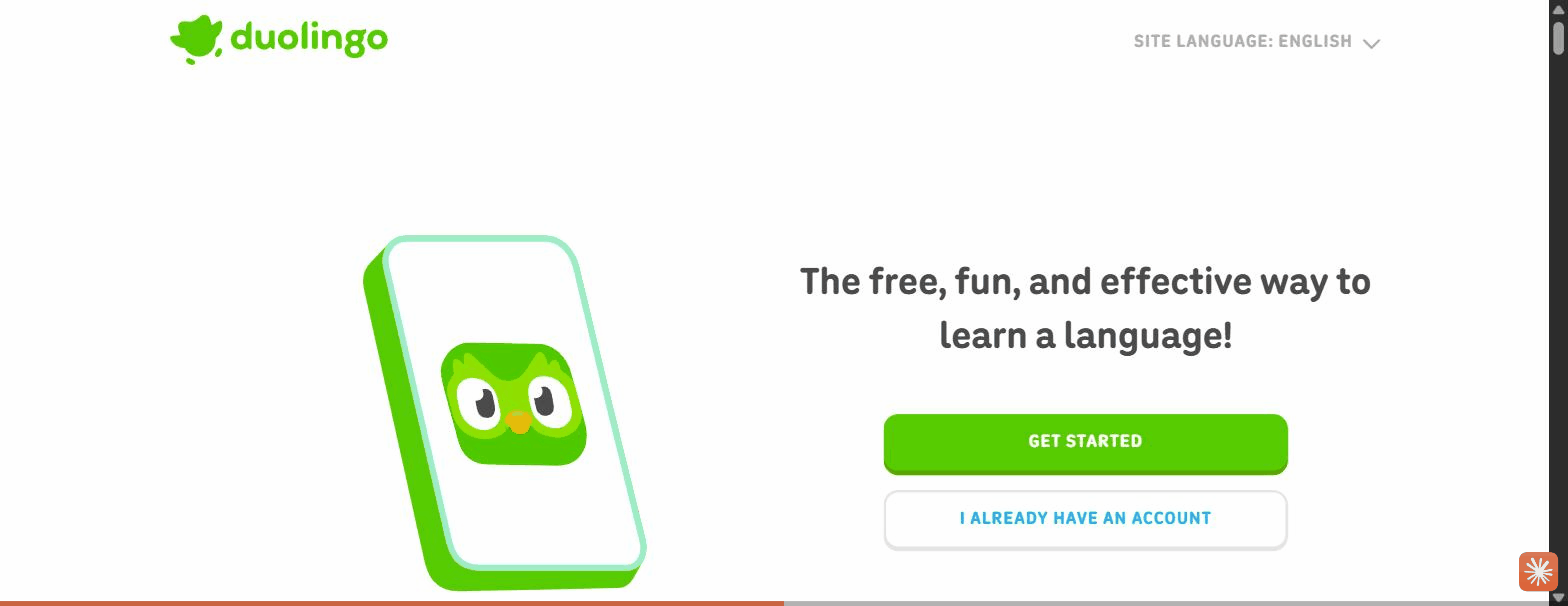 duolingo
SITE LANGUAGE: ENGLISH
The free, fun, and effective way to
learn a language!
GET STARTED
I ALREADY HAVE AN ACCOUNT